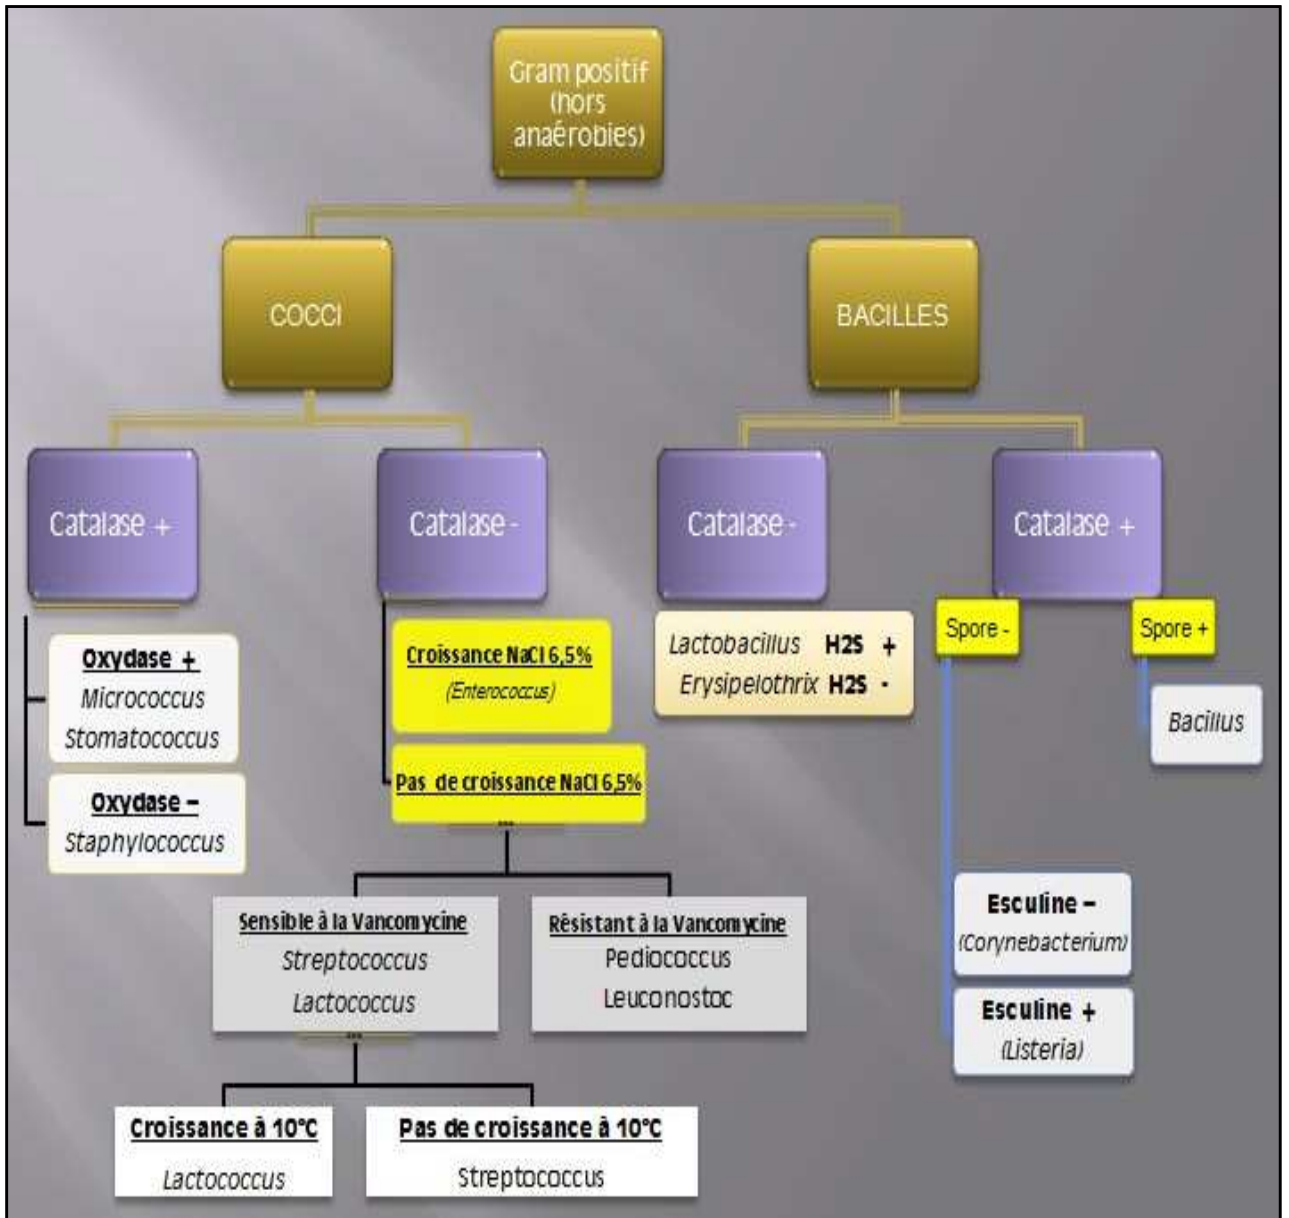 Gram positif
(hors
anaérobies)
COCCI
BACILLES
Catalase +
Catalase -
Catalase -
Catalase +
Oxydase +
Micrococcus
Stomatococcus
Oxydase –
Staphylococcus
Croissance NaCl 6,5%
(Enterococcus)
Pas de croissance NaCl 6,5%
...
Sensible à la Vancomycine
Streptococcus
Lactococcus
...
Résistant à la Vancomycine
Pediococcus
Leuconostoc
Croissance à 10°C
Lactococcus
Pas de croissance à 10°C
Streptococcus
Lactobacillus H2S +
Erysipelothrix H2S -
Spore -
Spore +
Bacillus
Esculine –
(Corynebacterium)
Esculine +
(Listeria)